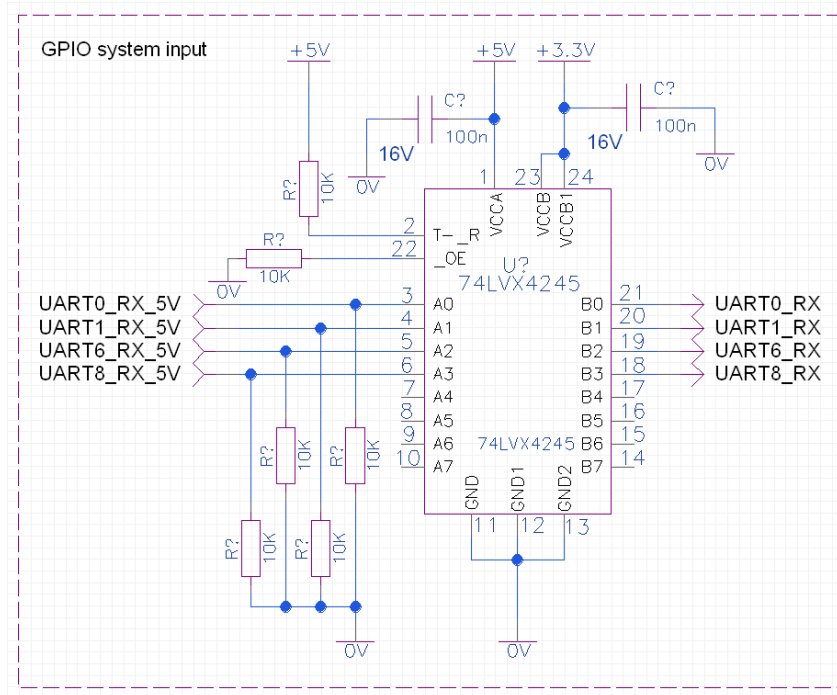 GPIO system input
+5V
+5V
+3.3V
C?
100n
16V
0V
C?
100n
16V
0V
R?
10K
1
23
24
VCCA
VCCB
VCCB1
2
T-_R
R?
10K
0V
22
_OE
U?
74LVX4245
UART0_RX_5V
3
A0
B0
21
UART0_RX
UART1_RX_5V
4
A1
B1
20
UART1_RX
UART6_RX_5V
5
A2
B2
19
UART6_RX
UART8_RX_5V
6
A3
B3
18
UART8_RX
7
A4
B4
17
8
A5
B5
16
9
A6
74LVX4245
B6
15
10
A7
B7
14
R?
10K
R?
10K
GND
GND1
GND2
11
12
13
R?
10K
R?
10K
0V
0V